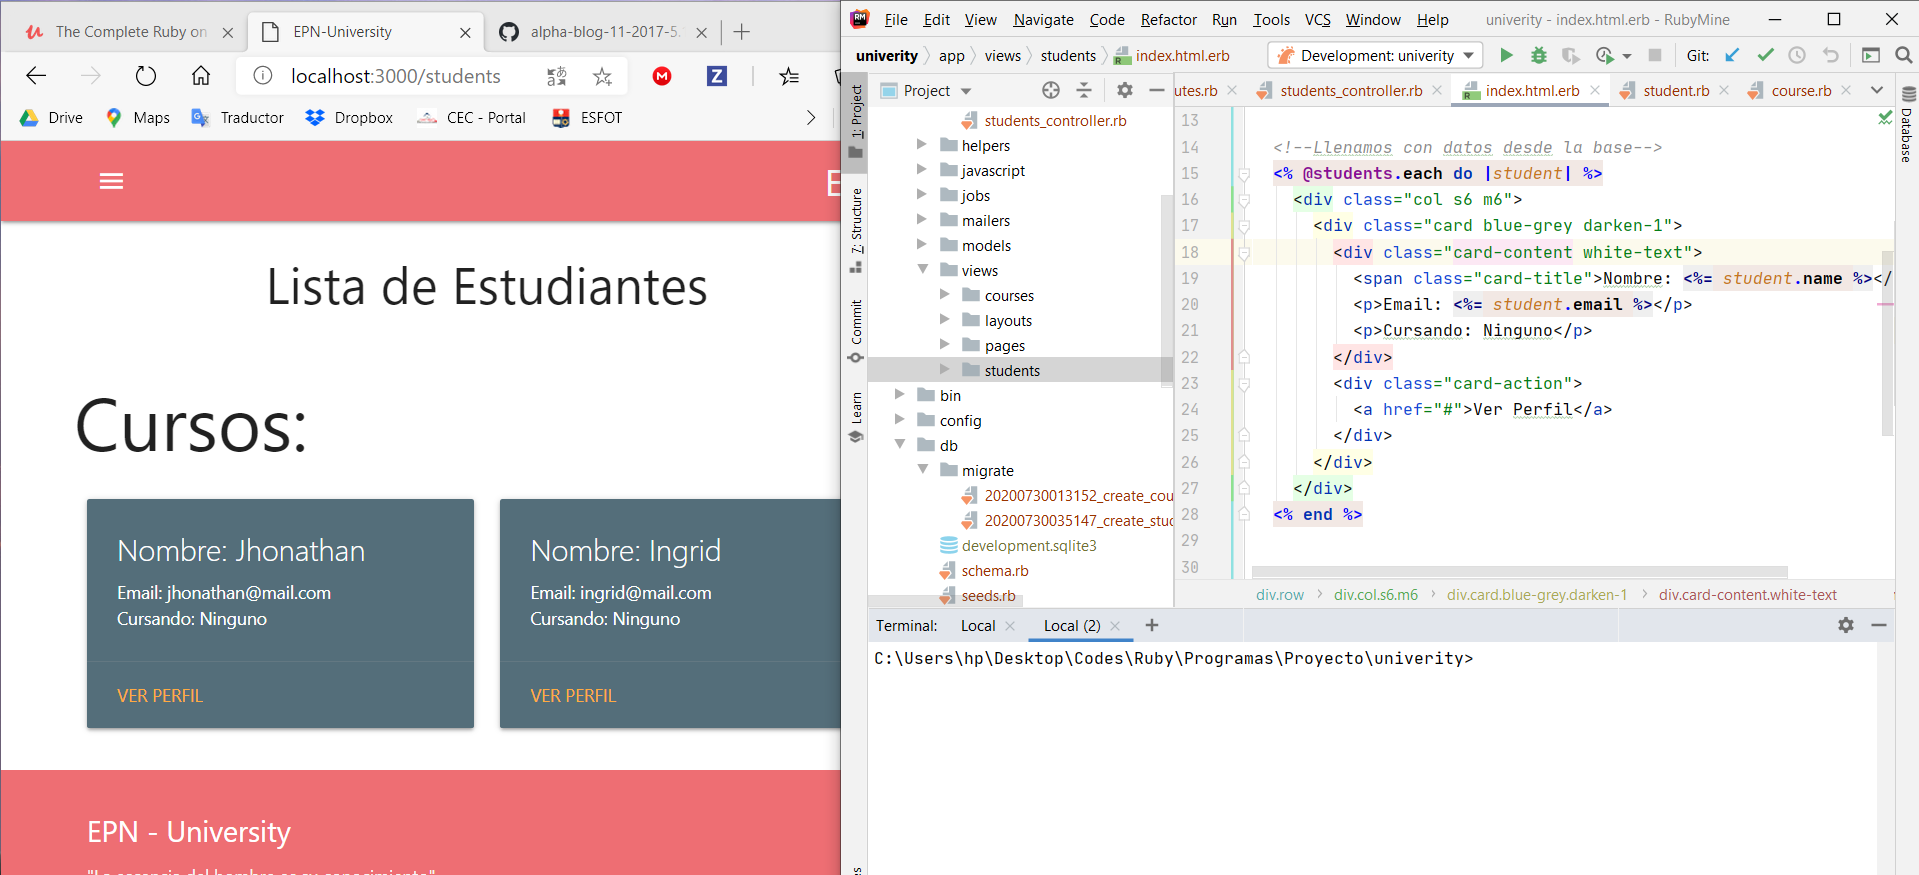 The Complete Ruby on
EPN-University
alpha-blog-11-2017-5.
localhost:3000/students
Drive
Maps
Traductor
Dropbox
CEC - Portal
ESFOT
E
Lista de Estudiantes
Cursos:
Nombre: Jhonathan
Email: jhonathan@mail.com
Cursando: Ninguno
VER PERFIL
Nombre: Ingrid
Email: ingrid@mail.com
Cursando: Ninguno
VER PERFIL
EPN - University
"La esencia del hombre es su conocimiento"
File Edit View Navigate Code Refactor Run Tools VCS Window Help univerity - index.html.erb - RubyMine
univerity app views students index.html.erb Development: univerity Git:
1: Project
7: Structure
Commit
Learn
Project
students_controller.rb
helpers
javascript
jobs
mailers
models
views
courses
layouts
pages
students
bin
config
db
migrate
20200730013152_create_cou
20200730035147_create_stud
development.sqlite3
schema.rb
seeds.rb
utes.rb students_controller.rb index.html.erb student.rb course.rb
Database
13
14 <!--Llenamos con datos desde la base-->
15 <% @students.each do |student| %>
16 <div class="col s6 m6">
17 <div class="card blue-grey darken-1">
18 <div class="card-content white-text">
19 <span class="card-title">Nombre: <%= student.name %></
20 <p>Email: <%= student.email %></p>
21 <p>Cursando: Ninguno</p>
22 </div>
23 <div class="card-action">
24 <a href="#">Ver Perfil</a>
25 </div>
26 </div>
27 </div>
28 <% end %>
29
30
div.row div.col.s6.m6 div.card.blue-grey.darken-1 div.card-content.white-text
Terminal: Local Local (2)
C:\Users\hp\Desktop\Codes\Ruby\Programas\Proyecto\univerity>